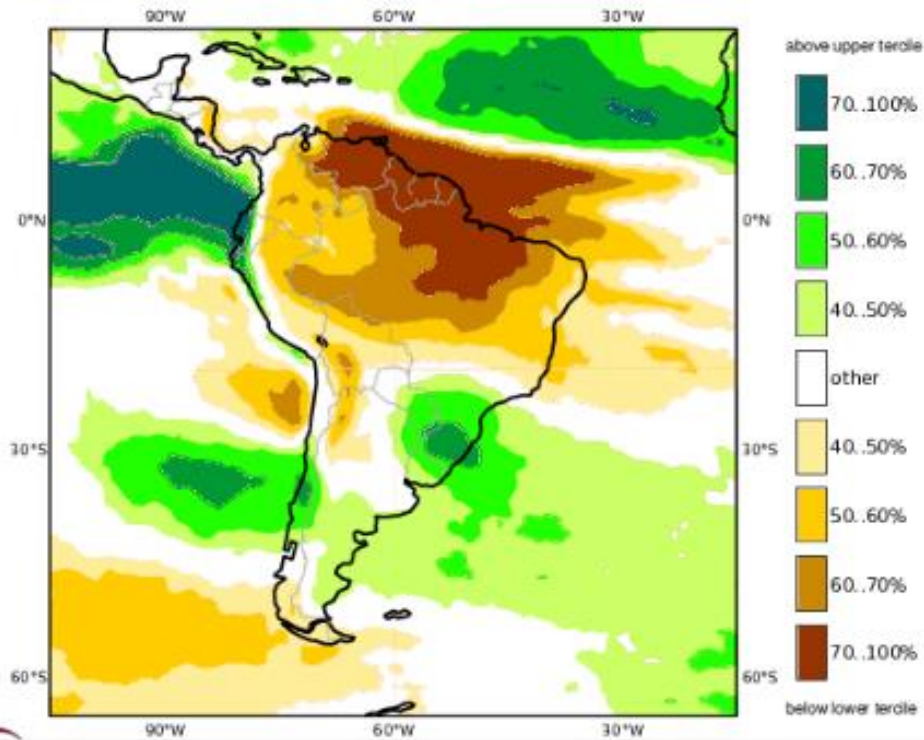 90°W 60°W 30°W
above upper tercile
70..100%
60..70%
0°N 0°N
50..60%
40..50%
other
40..50%
30°S 30°S
50..60%
60..70%
70..100%
60°S 60°S
below lower tercile
90°W 60°W 30°W